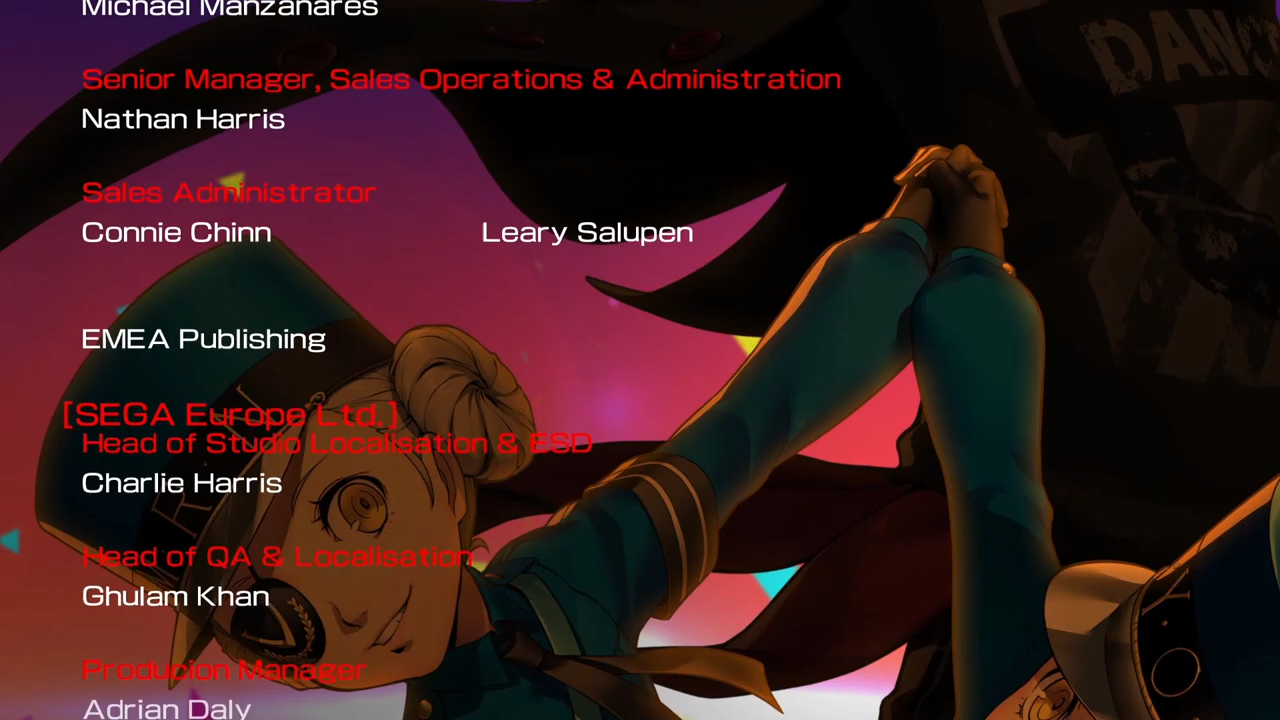 Michael Manzanares
Senior Manager, Sales Operations & Administration
Nathan Harris
Sales Administrator
Connie Chinn Leary Salupen
EMEA Publishing
[SEGA Europe Ltd.]
Head of Studio Localisation & ESD
Charlie Harris
Head of QA & Localisation
Ghulam Khan
Producion Manager
Adrian Daly